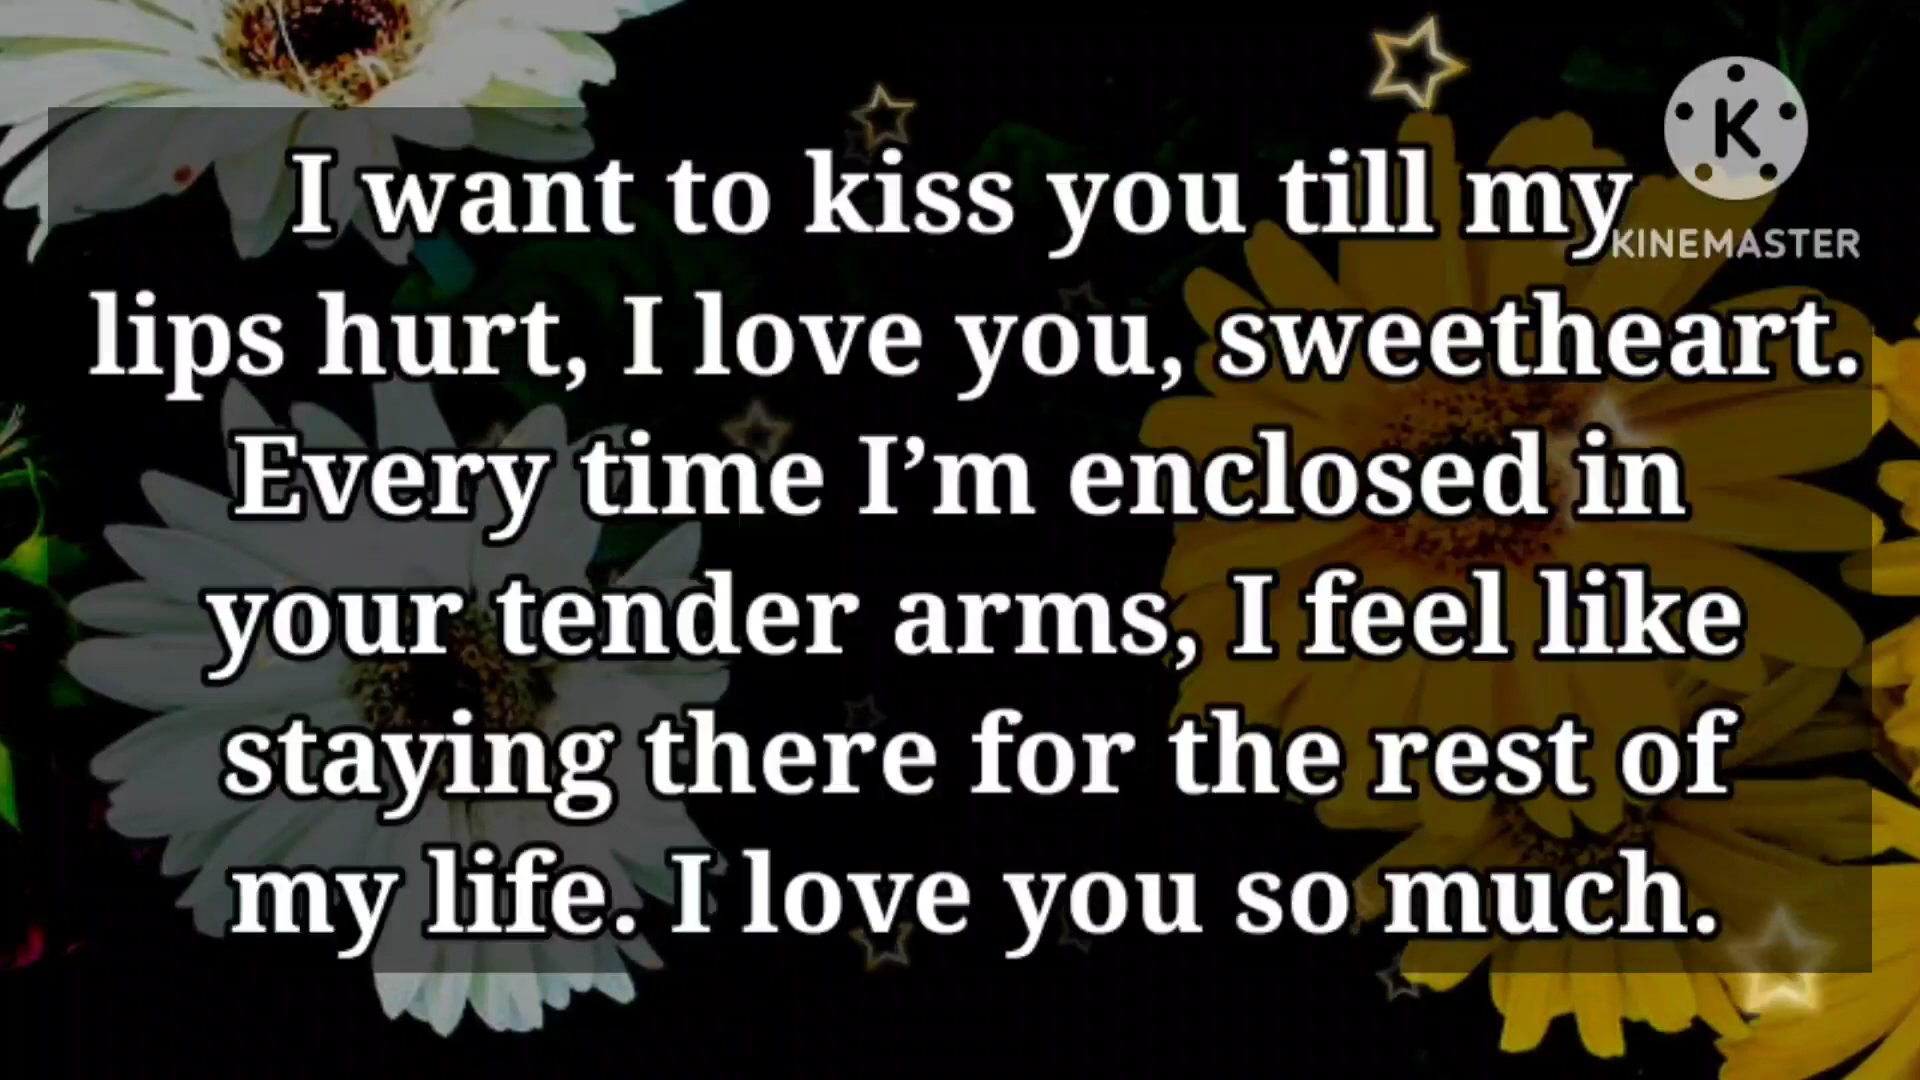 I want to kiss you till my
lips hurt, I love you, sweetheart.
Every time I’m enclosed in
your tender arms, I feel like
staying there for the rest of
my life. I love you so much.
K
KINEMASTER